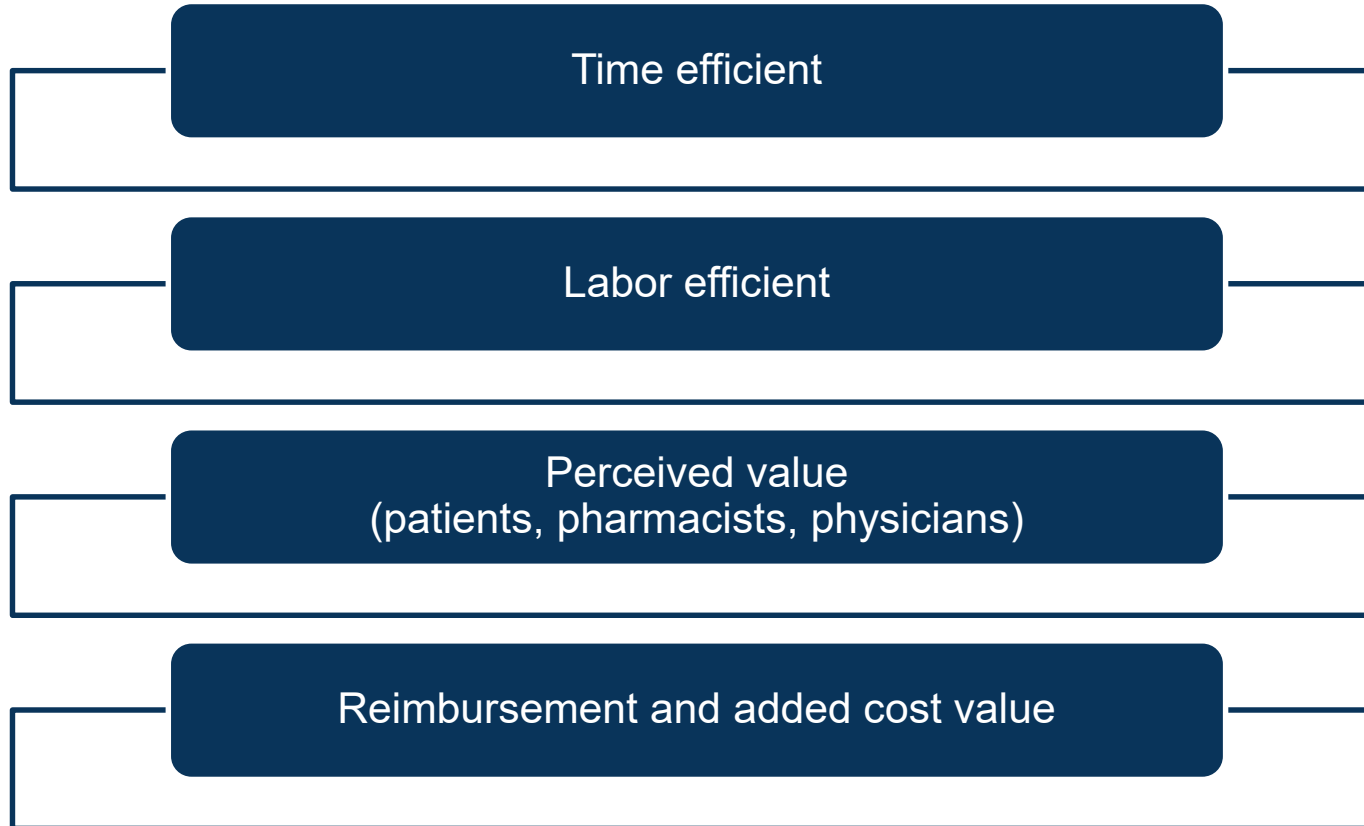 Time efficient
Labor efficient
Perceived value
(patients, pharmacists, physicians)
Reimbursement and added cost value